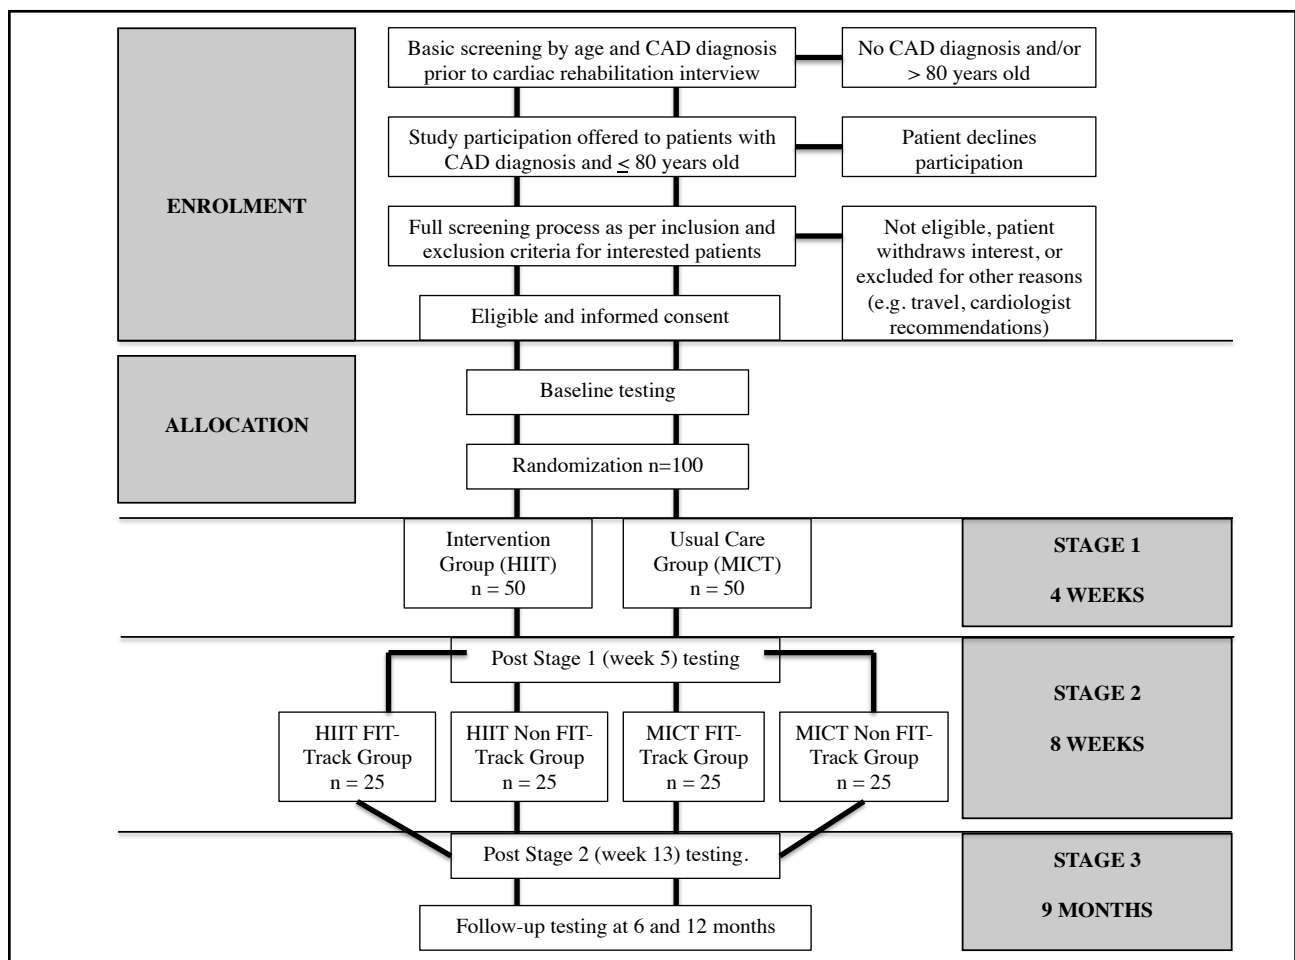 Basic screening by age and CAD diagnosis
prior to cardiac rehabilitation interview
No CAD diagnosis and/or
> 80 years old
Study participation offered to patients with
CAD diagnosis and ≤ 80 years old
Patient declines
participation
ENROLMENT
Full screening process as per inclusion and
exclusion criteria for interested patients
Not eligible, patient
withdraws interest, or
excluded for other reasons
(e.g. travel, cardiologist
recommendations)
Eligible and informed consent
Baseline testing
ALLOCATION
Randomization n=100
Intervention
Group (HIIT)
n = 50
Usual Care
Group (MICT)
n = 50
STAGE 1
4 WEEKS
Post Stage 1 (week 5) testing
STAGE 2
8 WEEKS
HIIT FIT-
Track Group
n = 25
HIIT Non FIT-
Track Group
n = 25
MICT FIT-
Track Group
n = 25
MICT Non FIT-
Track Group
n = 25
Post Stage 2 (week 13) testing.
STAGE 3
9 MONTHS
Follow-up testing at 6 and 12 months